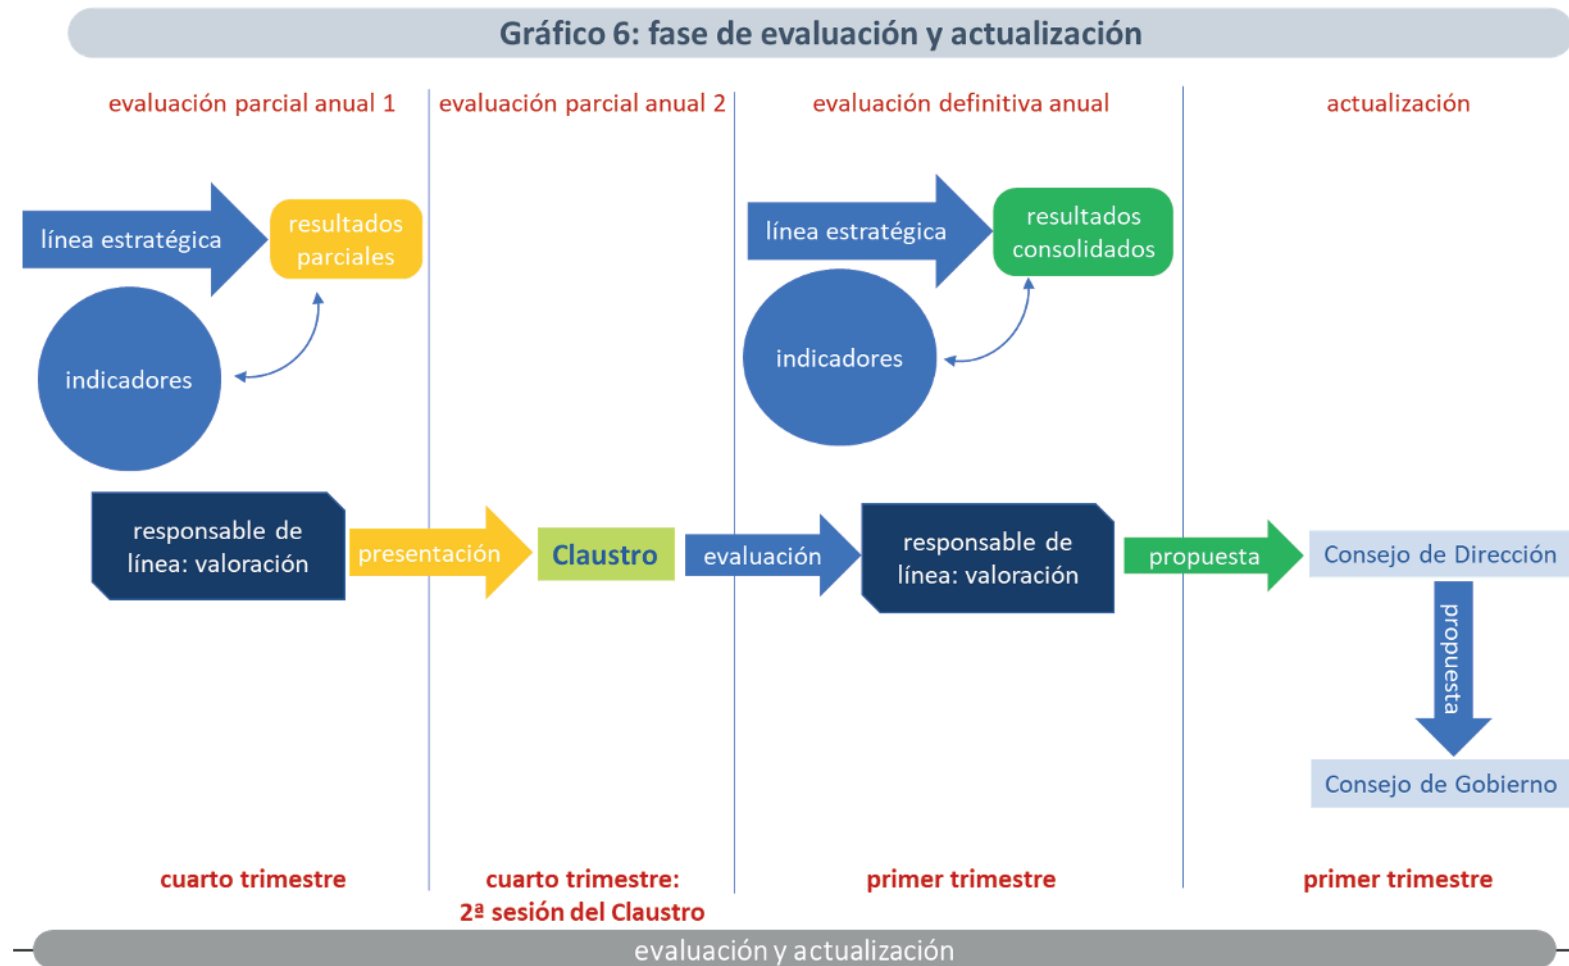 Gráfico 6: fase de evaluación y actualización
evaluación parcial anual 1
evaluación parcial anual 2
evaluación definitiva anual
actualización
línea estratégica
resultados
parciales
indicadores
línea estratégica
resultados
consolidados
indicadores
responsable de
línea: valoración
presentación
Claustro
evaluación
responsable de
línea: valoración
propuesta
Consejo de Dirección
propuesta
Consejo de Gobierno
cuarto trimestre
cuarto trimestre:
2ª sesión del Claustro
primer trimestre
primer trimestre
evaluación y actualización